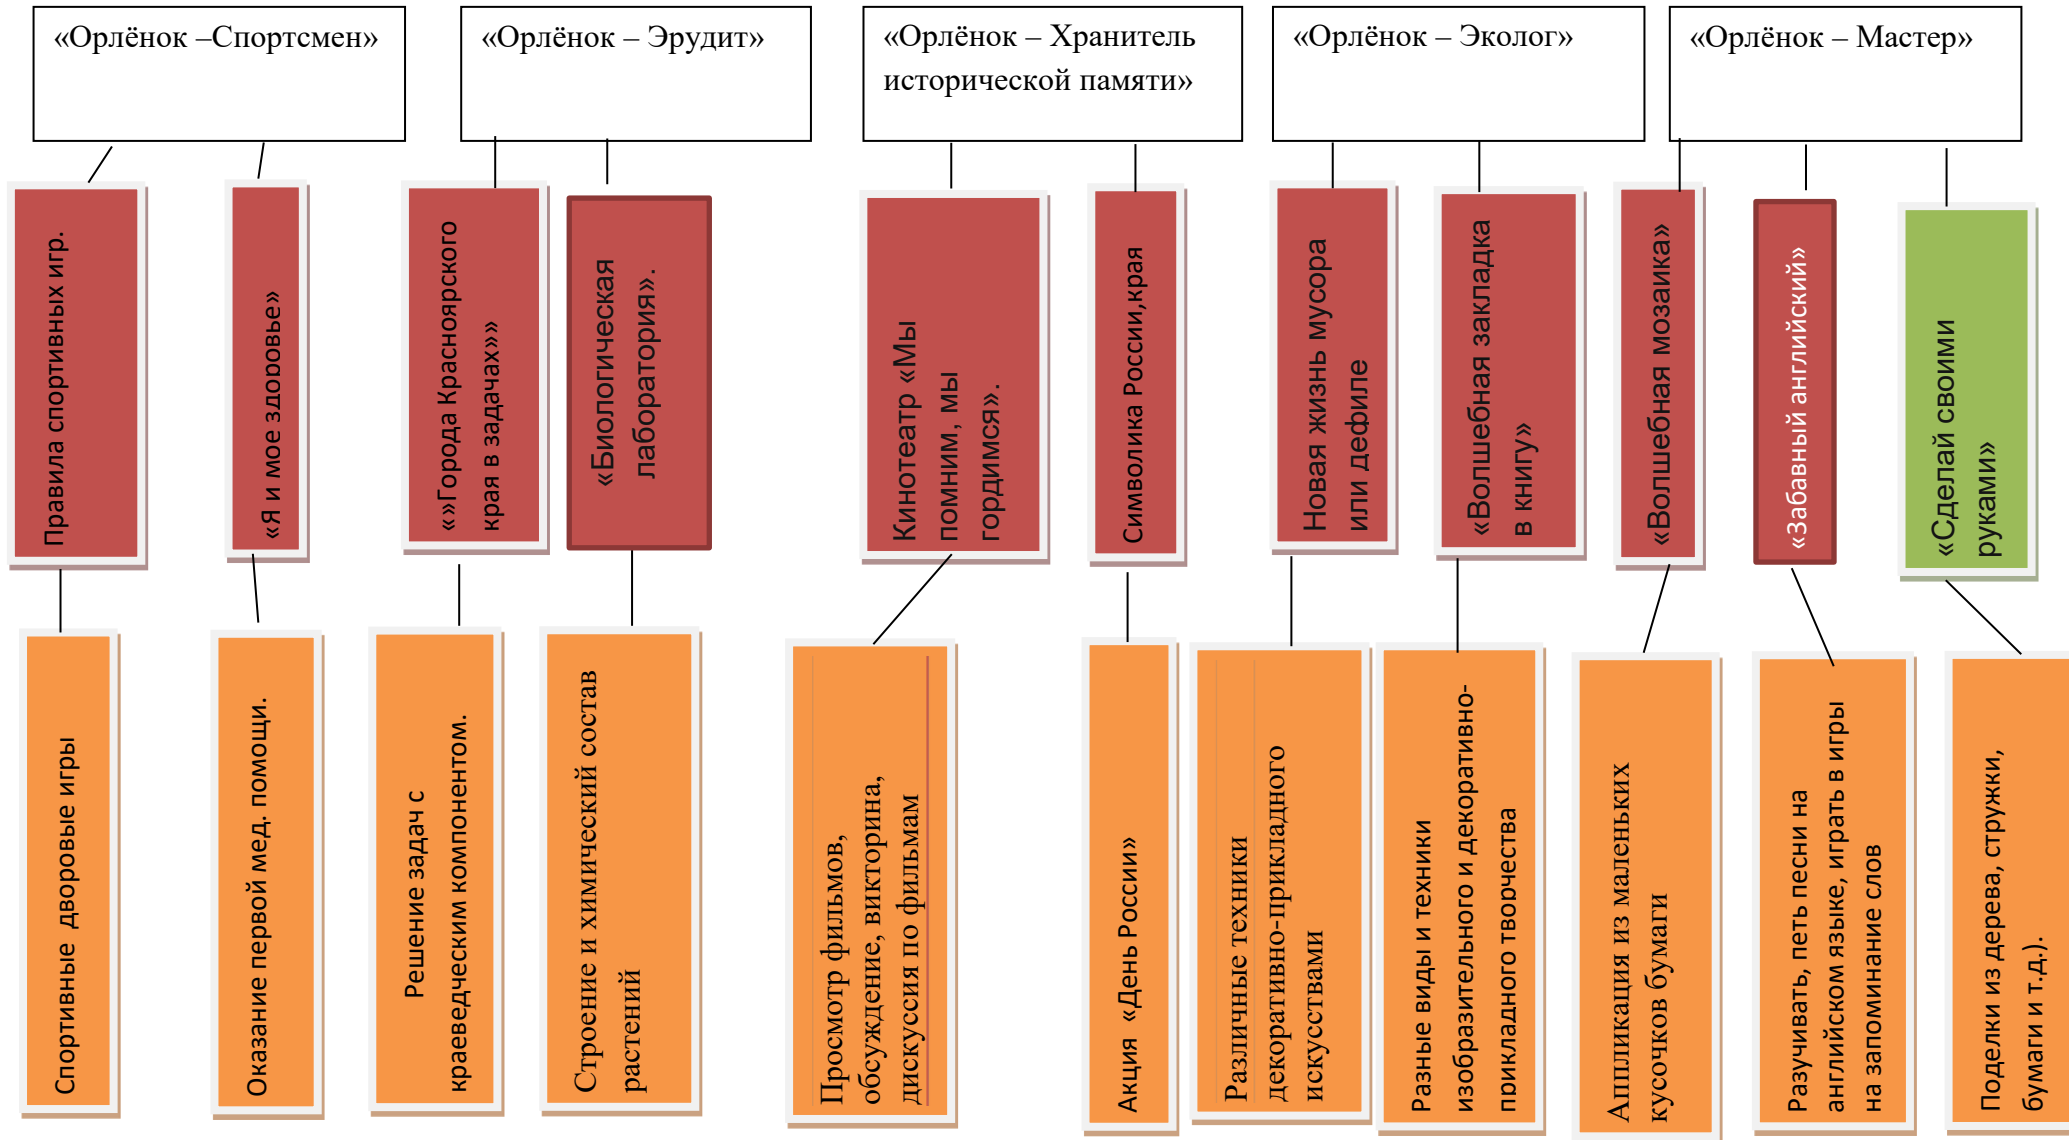 «Орлёнок –Спортсмен»
«Орлёнок – Эрудит»
«Орлёнок – Хранитель
исторической памяти»
«Орлёнок – Эколог»
«Орлёнок – Мастер»
Правила спортивных игр.
«Я и мое здоровье»
«»Города Красноярского
края в задачах»»
«Биологическая
лаборатория».
Кинотеатр «Мы
помним, мы
гордимся».
Символика России,края
Новая жизнь мусора
или дефиле
«Волшебная закладка
в книгу»
«Волшебная мозаика»
«Забавный английский»
«Сделай своими
руками»
Спортивные дворовые игры
Оказание первой мед. помощи.
Решение задач с
краеведческим компонентом.
Строение и химический состав
растений
Просмотр фильмов,
обсуждение, викторина,
дискуссия по фильмам
Акция «День России»
Различные техники
декоративно-прикладного
искусствами
Разные виды и техники
изобразительного и декоративно-
прикладного творчества
Аппликация из маленьких
кусочков бумаги
Разучивать, петь песни на
английском языке, играть в игры
на запоминание слов
Поделки из дерева, стружки,
бумаги и т.д.).